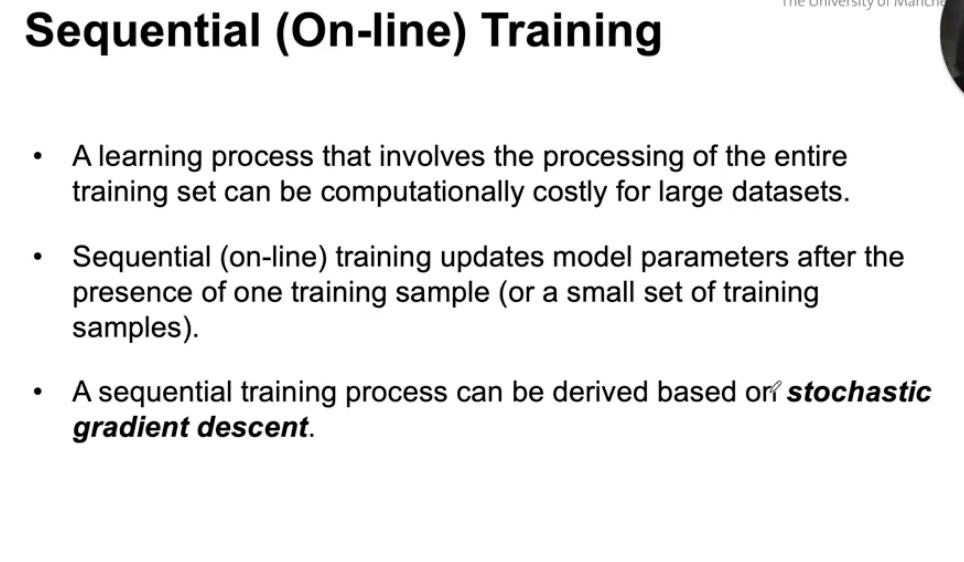 The University of Manche
Sequential (On-line) Training
• A learning process that involves the processing of the entire
training set can be computationally costly for large datasets.
• Sequential (on-line) training updates model parameters after the
presence of one training sample (or a small set of training
samples).
• A sequential training process can be derived based on stochastic
gradient descent.